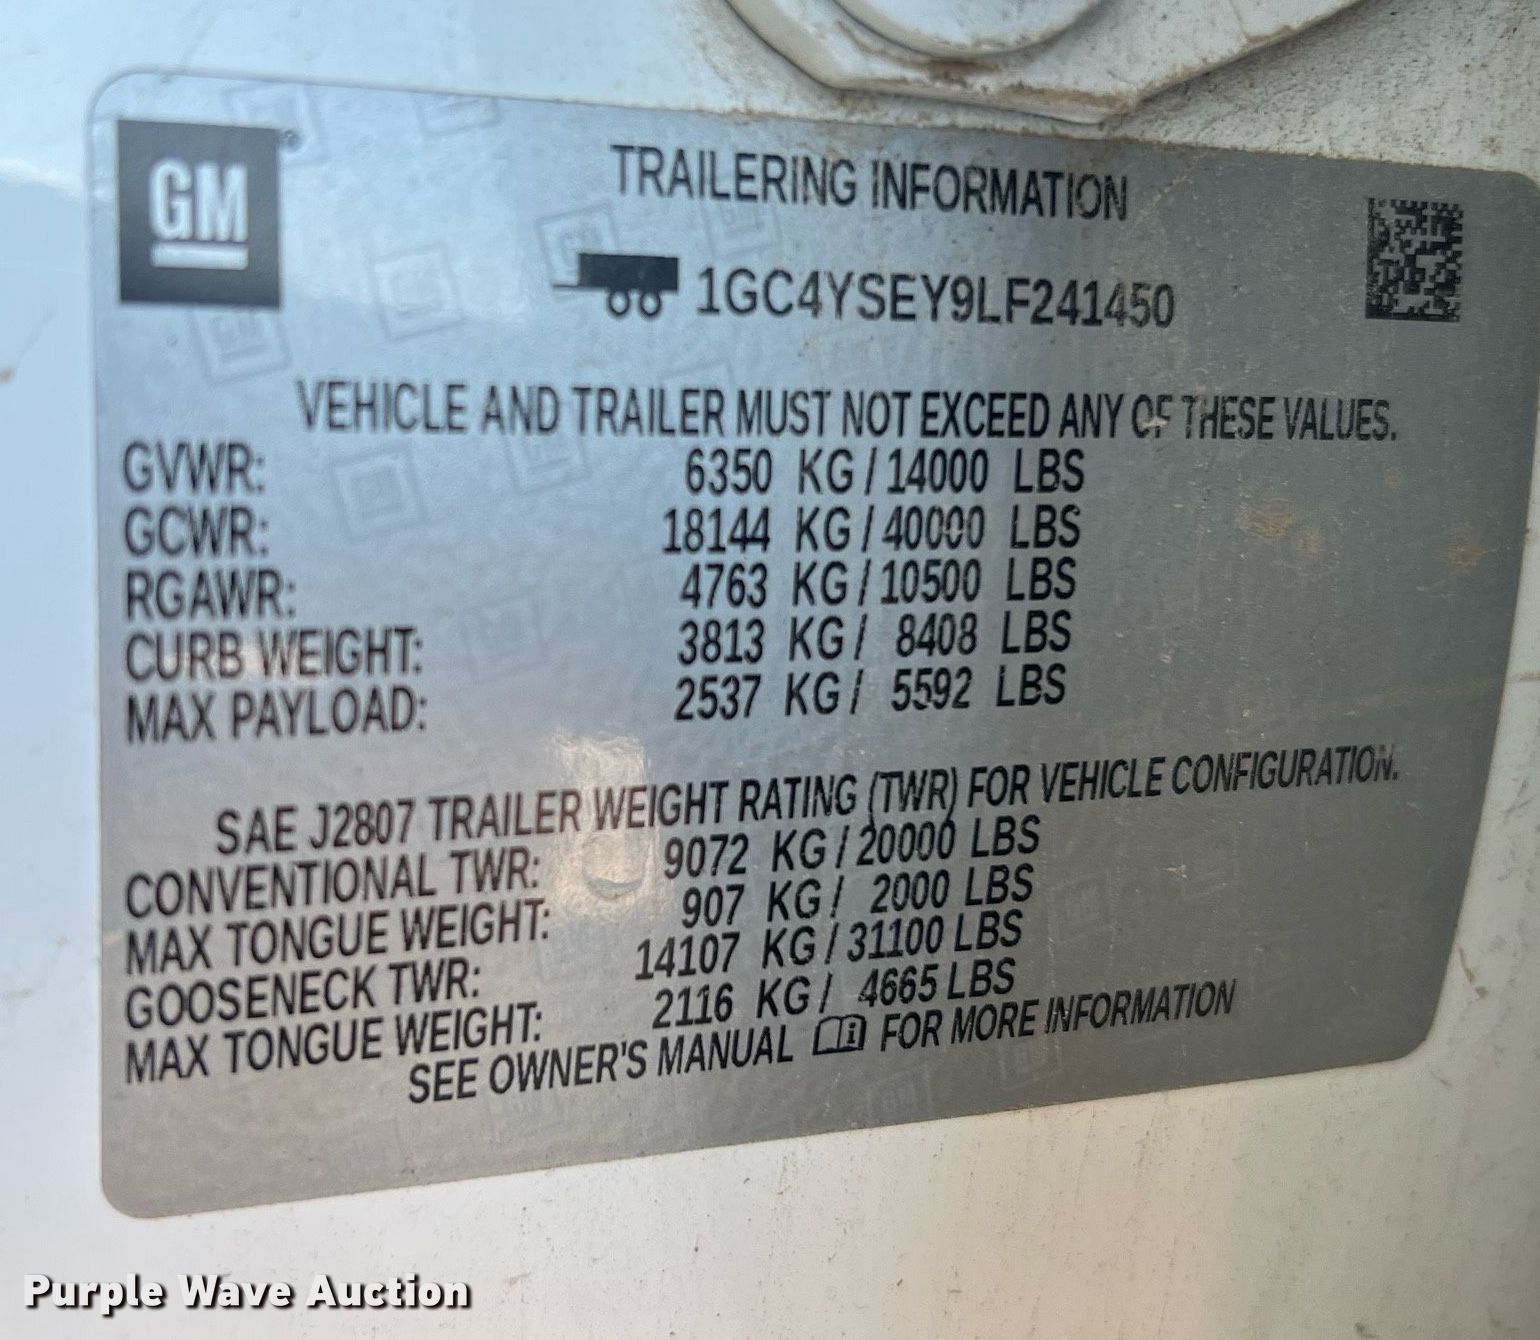 GM
TRAILERING INFORMATION
1GC4YSEY9LF241450
VEHICLE AND TRAILER MUST NOT EXCEED ANY OF THESE VALUES.
GVWR: 6350 KG / 14000 LBS
GCWR: 18144 KG / 40000 LBS
RGAWR: 4763 KG / 10500 LBS
CURB WEIGHT: 3813 KG / 8408 LBS
MAX PAYLOAD: 2537 KG / 5592 LBS
SAE J2807 TRAILER WEIGHT RATING (TWR) FOR VEHICLE CONFIGURATION.
CONVENTIONAL TWR: 9072 KG / 20000 LBS
MAX TONGUE WEIGHT: 907 KG / 2000 LBS
GOOSENECK TWR: 14107 KG / 31100 LBS
MAX TONGUE WEIGHT: 2116 KG / 4665 LBS
SEE OWNER'S MANUAL FOR MORE INFORMATION
Purple Wave Auction